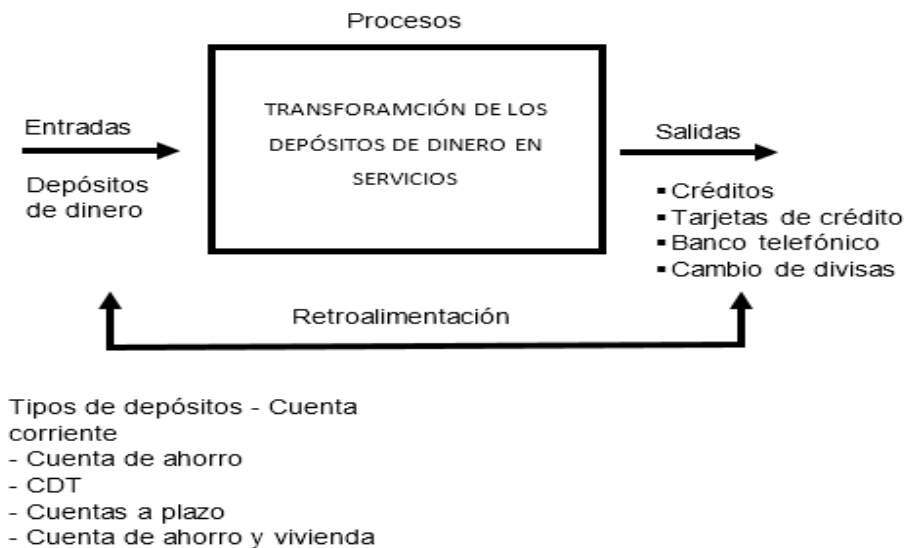 Procesos
TRANSFORAMCIÓN DE LOS
DEPÓSITOS DE DINERO EN
SERVICIOS
Entradas
Depósitos
de dinero
Salidas
▪Créditos
▪Tarjetas de crédito
▪Banco telefónico
▪Cambio de divisas
Retroalimentación
Tipos de depósitos - Cuenta
corriente
- Cuenta de ahorro
- CDT
- Cuentas a plazo
- Cuenta de ahorro y vivienda